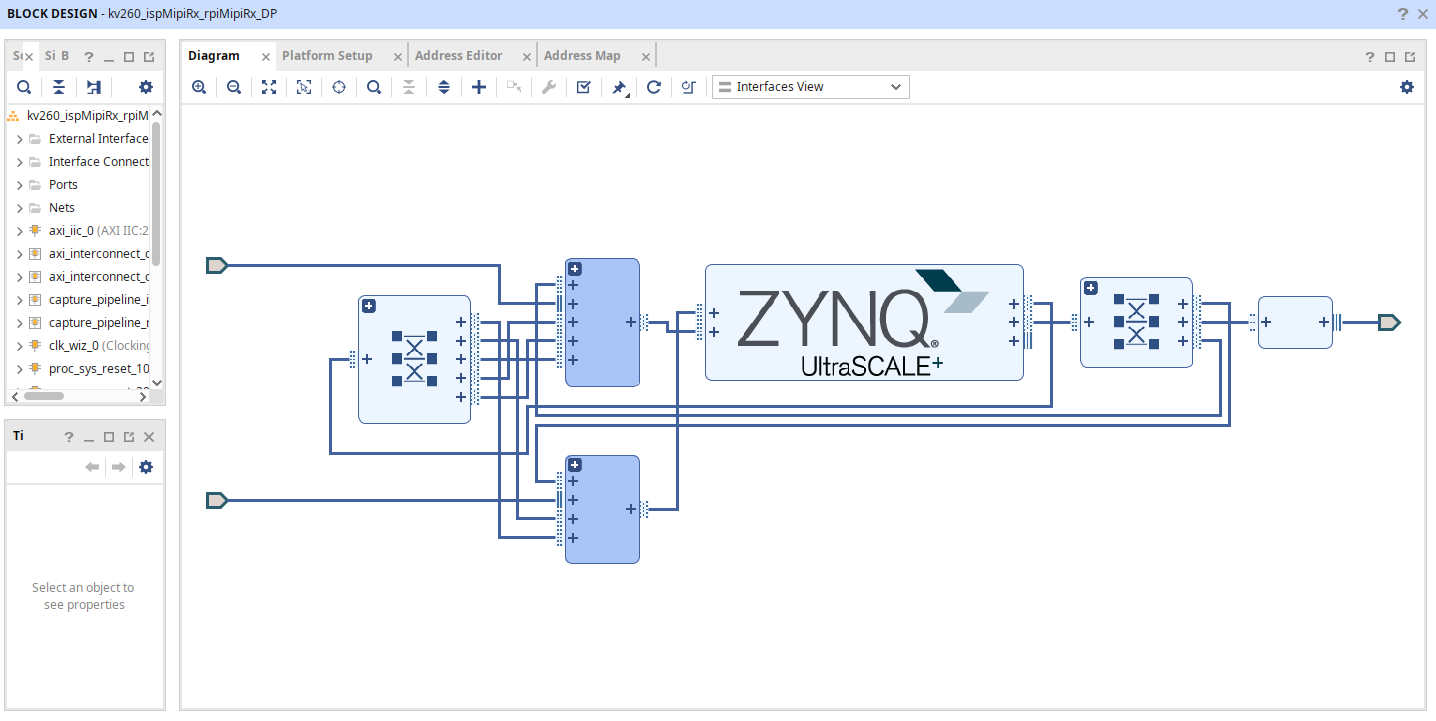 BLOCK DESIGN - kv260_ispMipiRx_rpiMipiRx_DP
Si B
kv260_ispMipiRx_rpiM
External Interface
Interface Connect
Ports
Nets
axi_iic_0 (AXI IIC:2
axi_interconnect_c
axi_interconnect_c
capture_pipeline_i
capture_pipeline_r
clk_wiz_0 (Clocking
proc_sys_reset_10
Ti
Select an object to
see properties
Diagram Platform Setup Address Editor Address Map
Interfaces View
ZYNQ®
UltraSCALE+